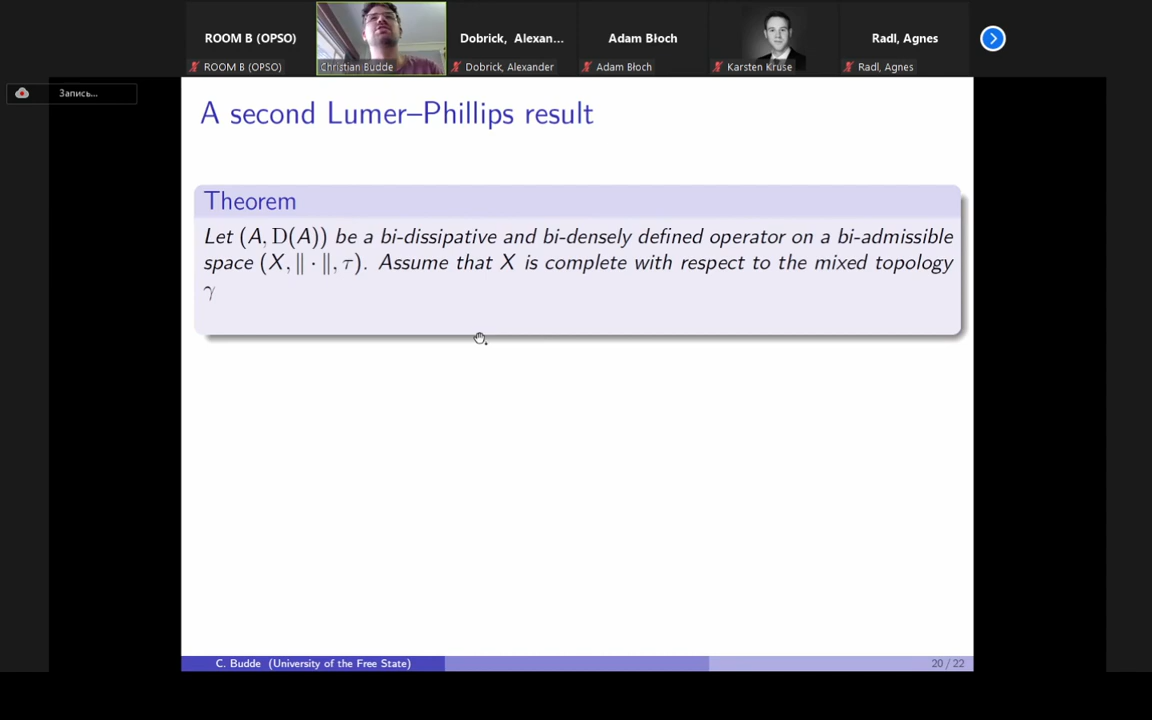 ROOM B (OPSO)
Dobrick, Alexan...
Adam Błoch
Radl, Agnes
ROOM B (OPSO)
Christian Budde
Dobrick, Alexander
Adam Błoch
Karsten Kruse
Radl, Agnes
Запись...
A second Lumer–Phillips result
Theorem
Let (A, D(A)) be a bi-dissipative and bi-densely defined operator on a bi-admissible
space (X, ‖ · ‖, τ). Assume that X is complete with respect to the mixed topology
γ
C. Budde (University of the Free State)
20 / 22